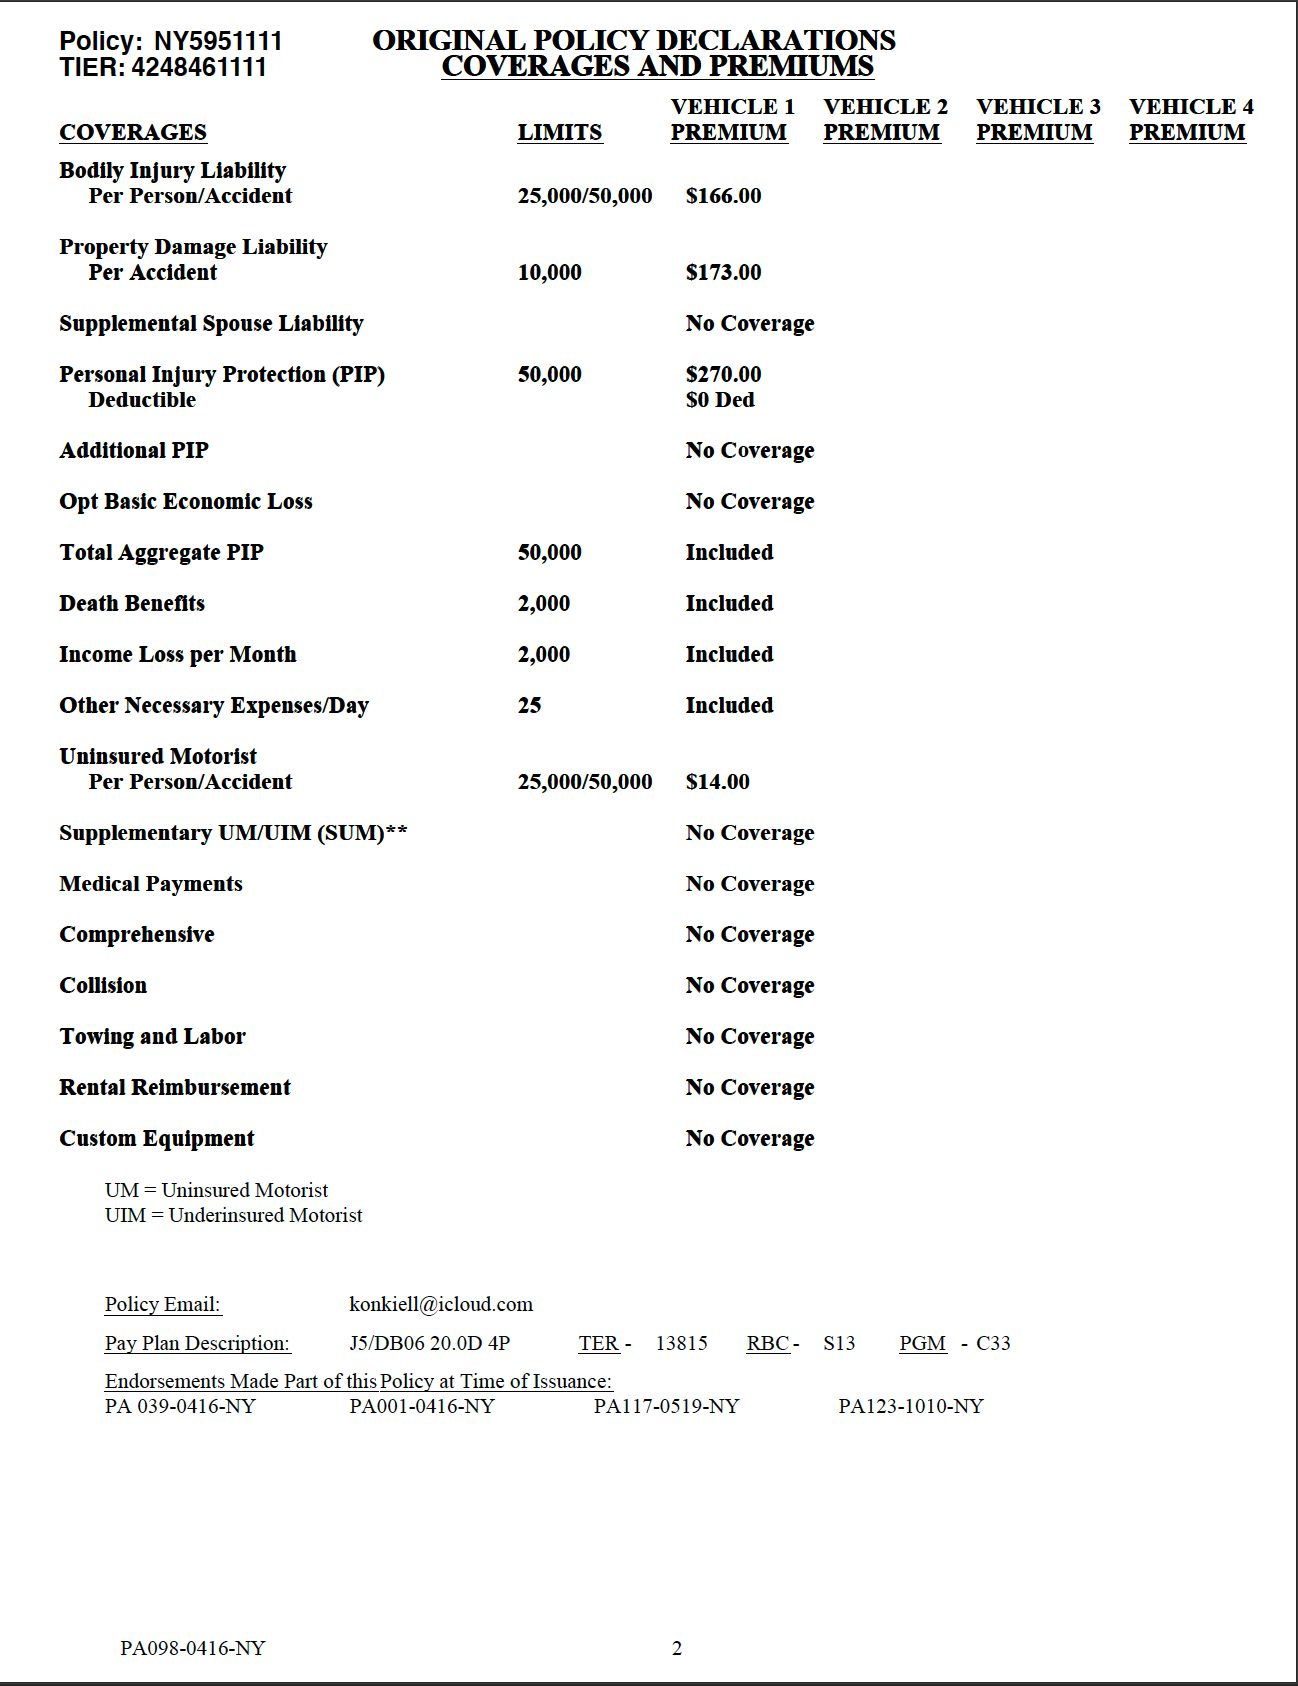 Policy: NY5951111 ORIGINAL POLICY DECLARATIONS
TIER: 4248461111 COVERAGES AND PREMIUMS
VEHICLE 1 VEHICLE 2 VEHICLE 3 VEHICLE 4
COVERAGES LIMITS PREMIUM PREMIUM PREMIUM PREMIUM
Bodily Injury Liability
Per Person/Accident 25,000/50,000 $166.00
Property Damage Liability
Per Accident 10,000 $173.00
Supplemental Spouse Liability No Coverage
Personal Injury Protection (PIP) 50,000 $270.00
Deductible $0 Ded
Additional PIP No Coverage
Opt Basic Economic Loss No Coverage
Total Aggregate PIP 50,000 Included
Death Benefits 2,000 Included
Income Loss per Month 2,000 Included
Other Necessary Expenses/Day 25 Included
Uninsured Motorist
Per Person/Accident 25,000/50,000 $14.00
Supplementary UM/UIM (SUM)** No Coverage
Medical Payments No Coverage
Comprehensive No Coverage
Collision No Coverage
Towing and Labor No Coverage
Rental Reimbursement No Coverage
Custom Equipment No Coverage
UM = Uninsured Motorist
UIM = Underinsured Motorist
Policy Email: konkiell@icloud.com
Pay Plan Description: J5/DB06 20.0D 4P TER - 13815 RBC - S13 PGM - C33
Endorsements Made Part of this Policy at Time of Issuance:
PA 039-0416-NY PA001-0416-NY PA117-0519-NY PA123-1010-NY
PA098-0416-NY 2